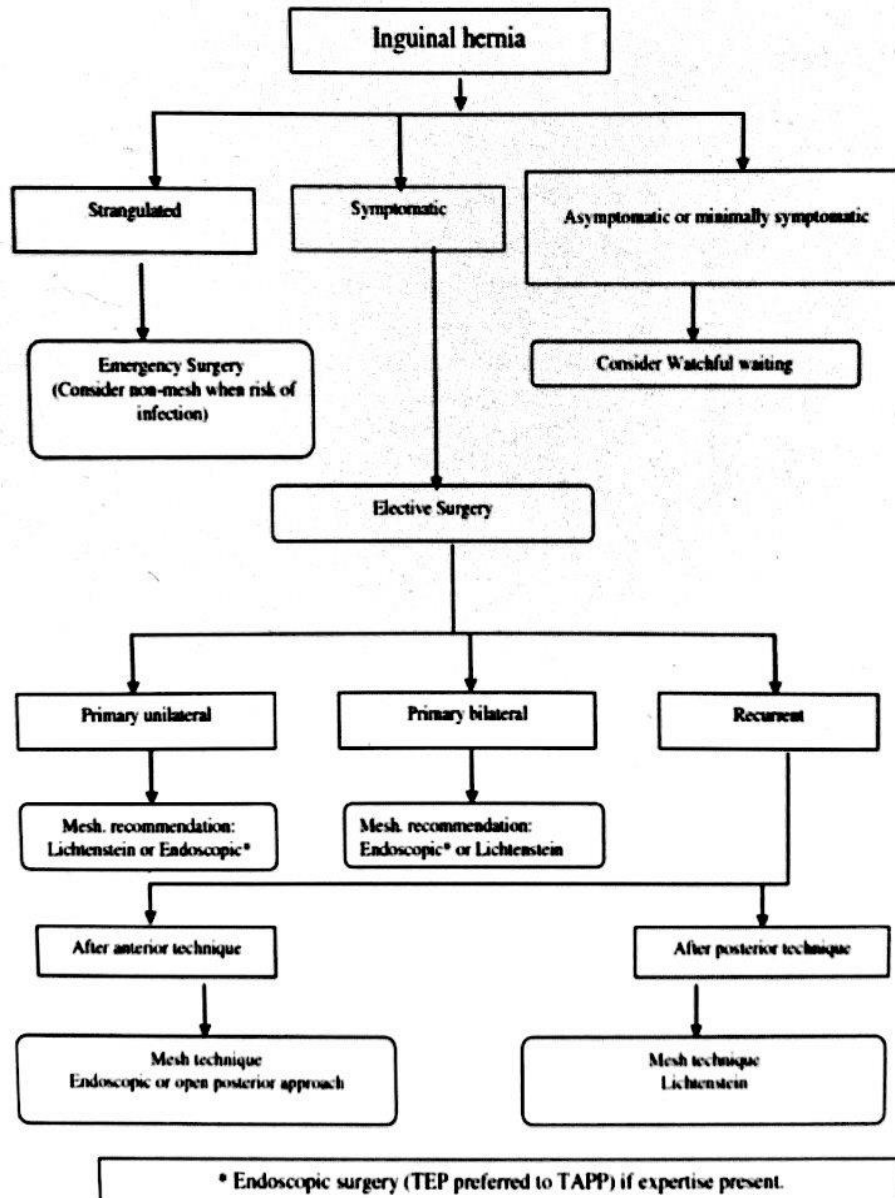 Inguinal hernia
Strangulated
Symptomatic
Asymptomatic or minimally symptomatic
Emergency Surgery
(Consider non-mesh when risk of
infection)
Consider Watchful waiting
Elective Surgery
Primary unilateral
Primary bilateral
Recurrent
Mesh. recommendation:
Lichtenstein or Endoscopic*
Mesh. recommendation:
Endoscopic* or Lichtenstein
After anterior technique
After posterior technique
Mesh technique
Endoscopic or open posterior approach
Mesh technique
Lichtenstein
* Endoscopic surgery (TEP preferred to TAPP) if expertise present.